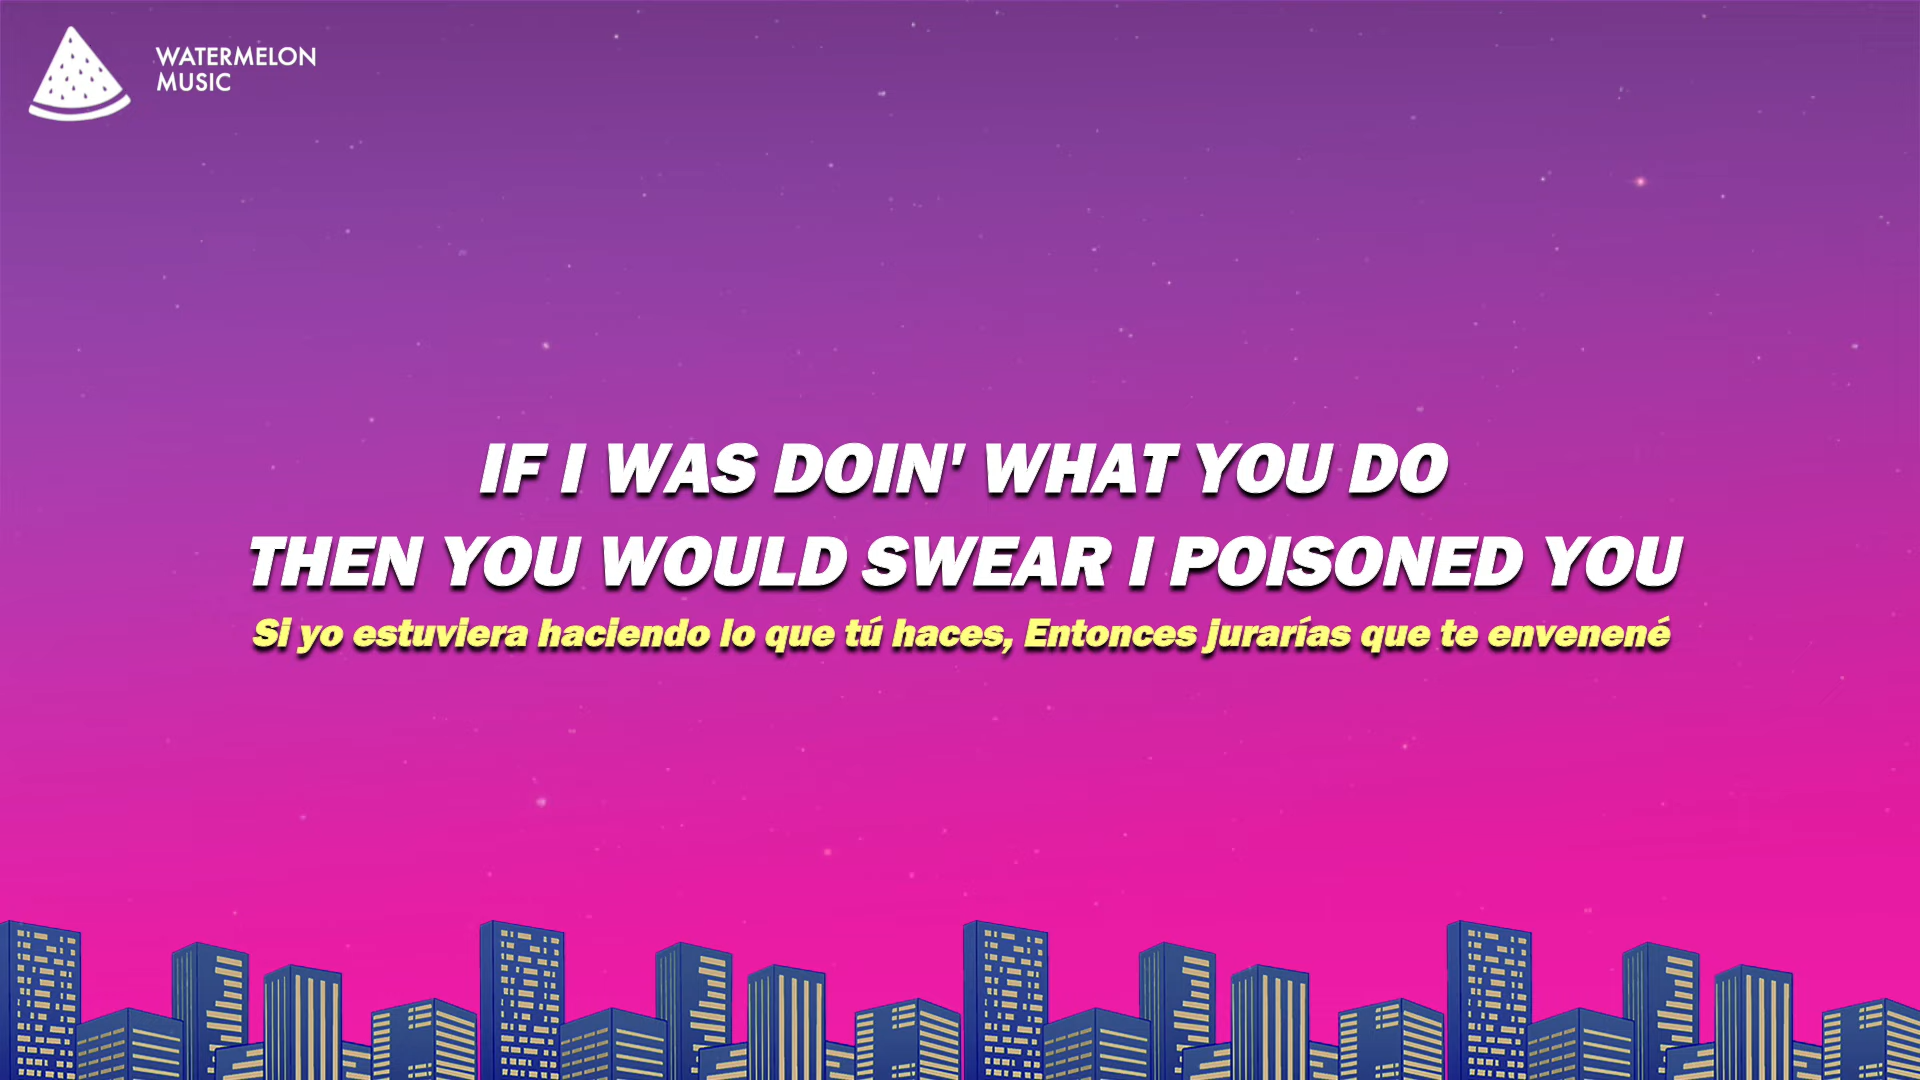 WATERMELON
MUSIC
IF I WAS DOIN' WHAT YOU DO
THEN YOU WOULD SWEAR I POISONED YOU
Si yo estuviera haciendo lo que tú haces, Entonces jurarías que te envenené